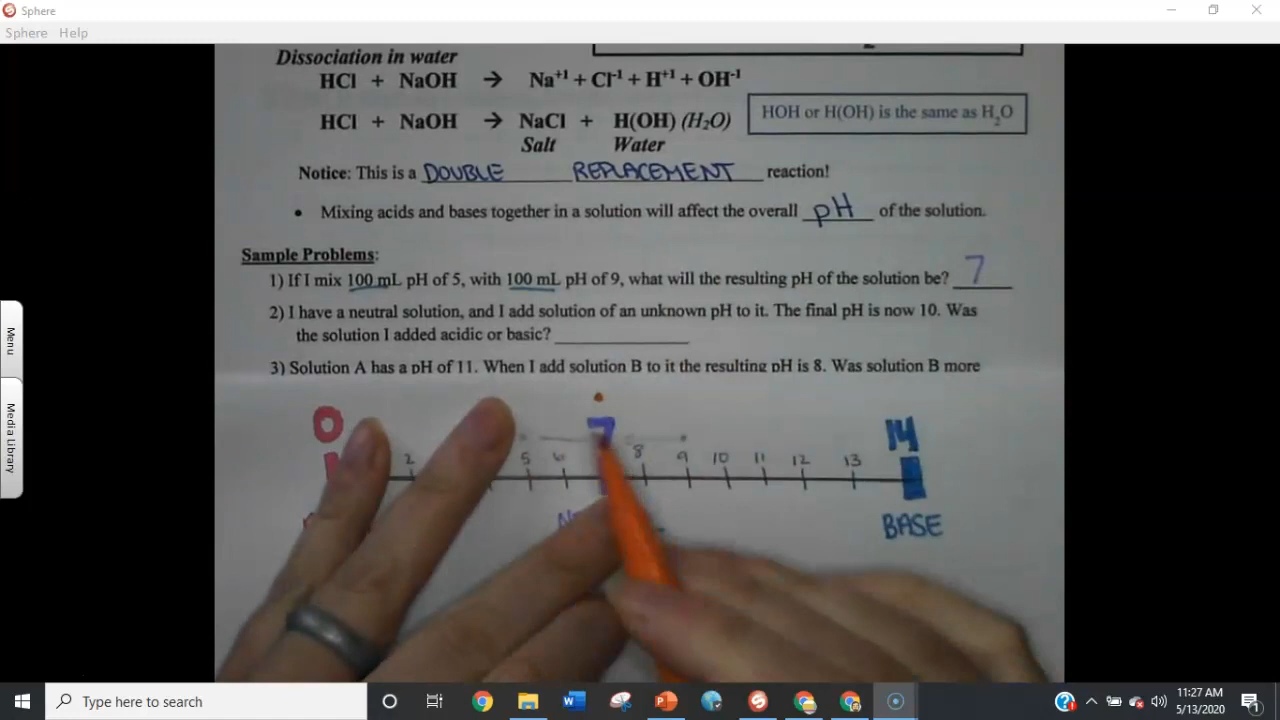 Sphere
Sphere Help
Dissociation in water
HCl + NaOH → Na⁺¹ + Cl⁻¹ + H⁺¹ + OH⁻¹
HCl + NaOH → NaCl + H(OH) (H₂O)
Salt Water
HOH or H(OH) is the same as H₂O
Notice: This is a DOUBLE REPLACEMENT reaction!
• Mixing acids and bases together in a solution will affect the overall pH of the solution.
Sample Problems:
1) If I mix 100 mL pH of 5, with 100 mL pH of 9, what will the resulting pH of the solution be? 7
2) I have a neutral solution, and I add solution of an unknown pH to it. The final pH is now 10. Was
the solution I added acidic or basic?
3) Solution A has a pH of 11. When I add solution B to it the resulting pH is 8. Was solution B more
0 7 14
2 5 6 8 9 10 11 12 13
BASE
Menu
Media Library
Type here to search
11:27 AM
5/13/2020